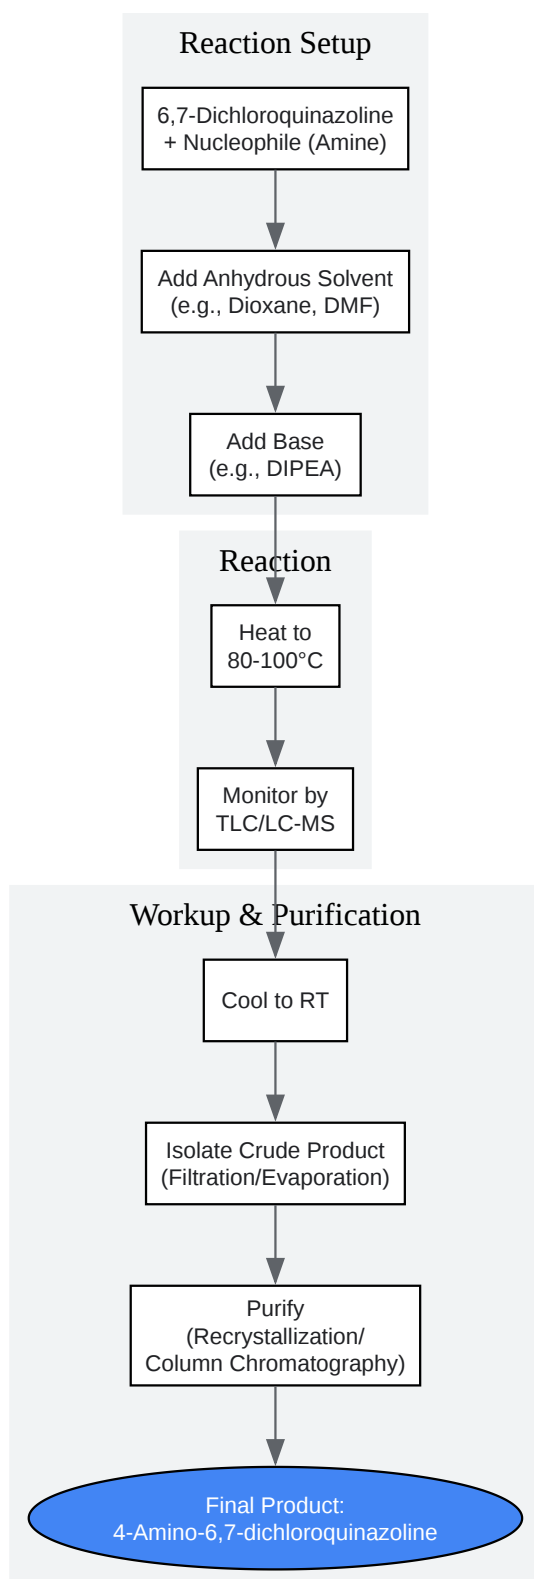 Reaction Setup
6,7-Dichloroquinazoline
+ Nucleophile (Amine)
Add Anhydrous Solvent
(e.g., Dioxane, DMF)
Add Base
(e.g., DIPEA)
Reaction
Heat to
80-100°C
Monitor by
TLC/LC-MS
Workup & Purification
Cool to RT
Isolate Crude Product
(Filtration/Evaporation)
Purify
(Recrystallization/
Column Chromatography)
Final Product:
4-Amino-6,7-dichloroquinazoline